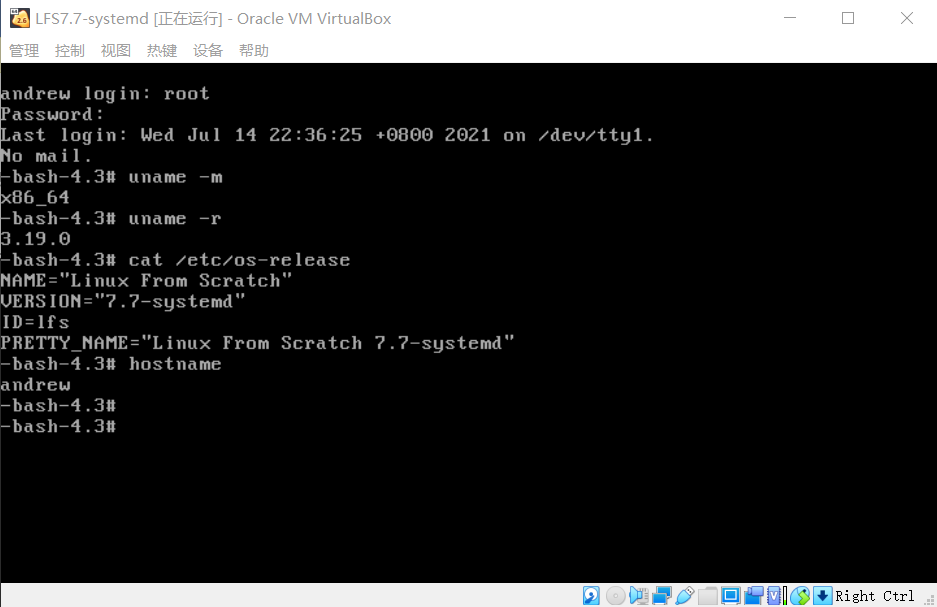 LFS7.7-systemd [正在运行] - Oracle VM VirtualBox
管理 控制 视图 热键 设备 帮助
andrew login: root
Password:
Last login: Wed Jul 14 22:36:25 +0800 2021 on /dev/tty1.
No mail.
-bash-4.3# uname -m
x86_64
-bash-4.3# uname -r
3.19.0
-bash-4.3# cat /etc/os-release
NAME="Linux From Scratch"
VERSION="7.7-systemd"
ID=lfs
PRETTY_NAME="Linux From Scratch 7.7-systemd"
-bash-4.3# hostname
andrew
-bash-4.3#
-bash-4.3#
Right Ctrl